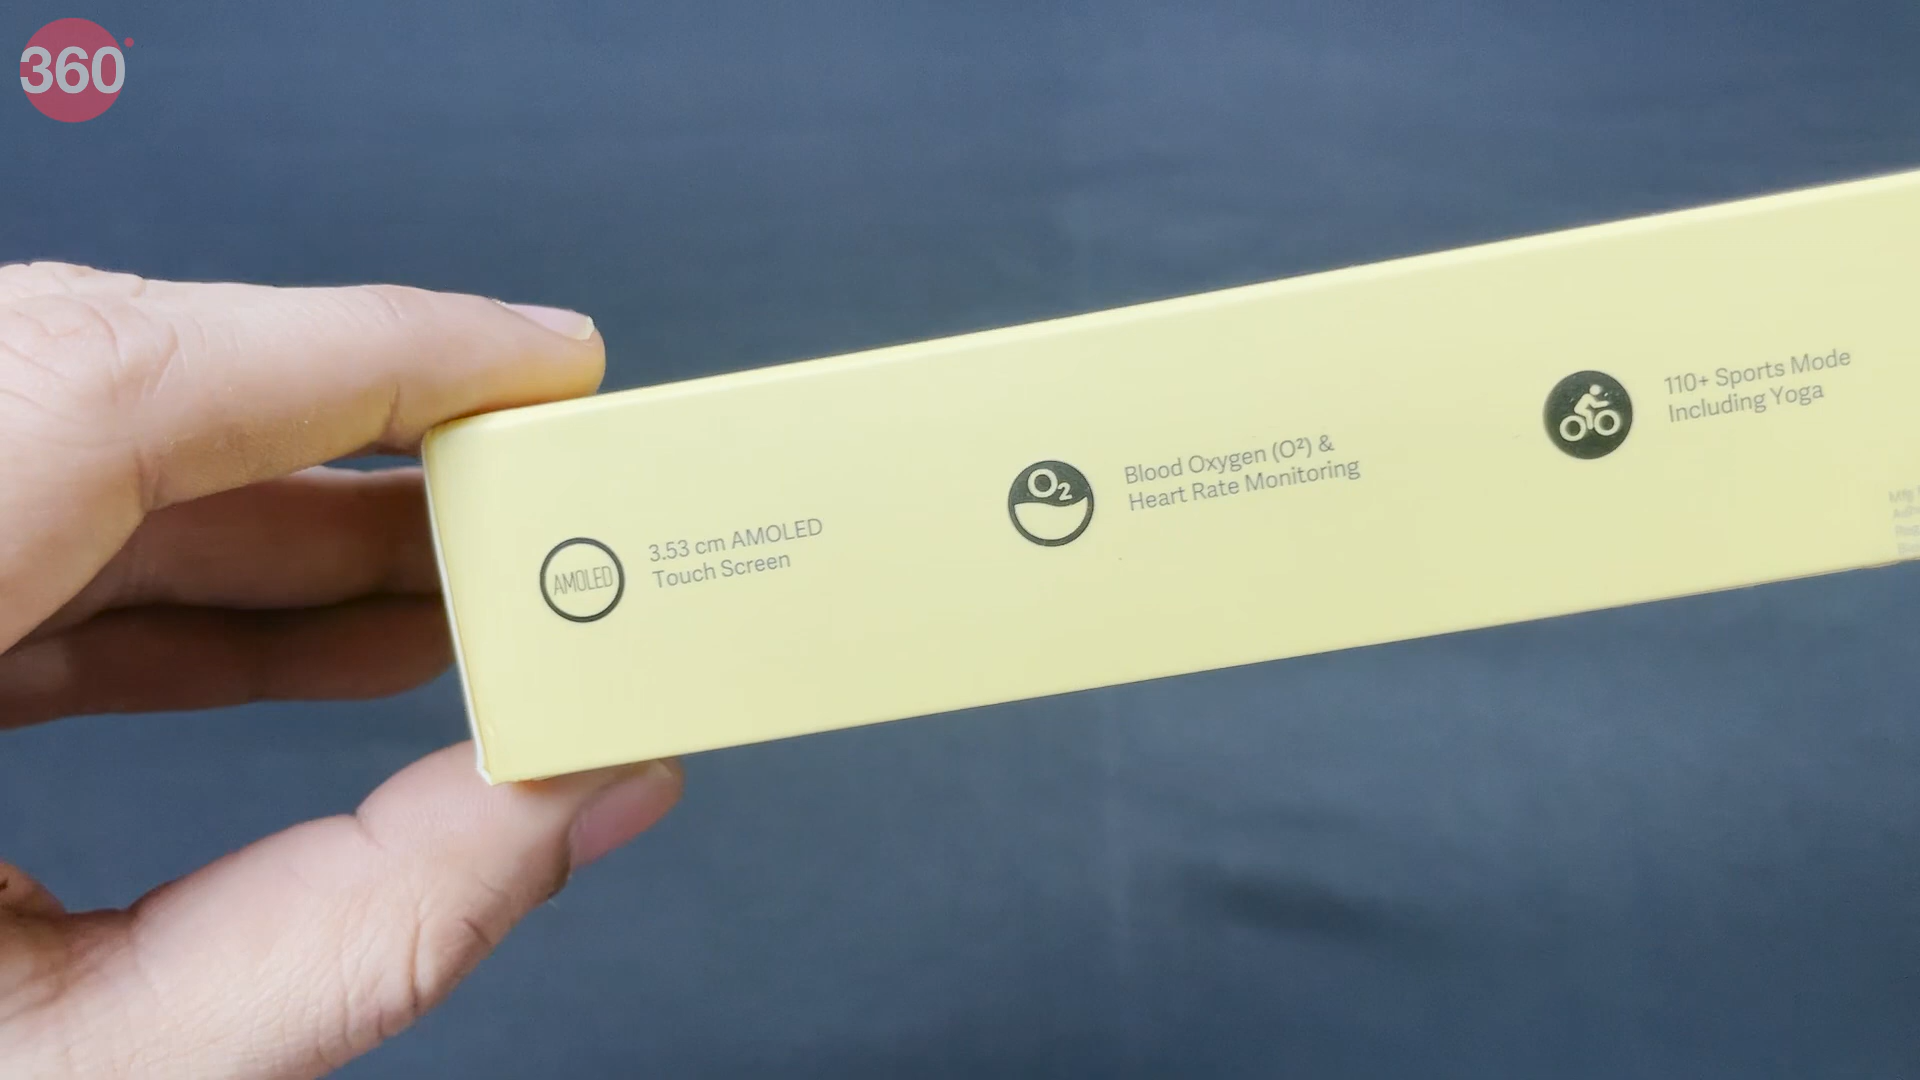 360
AMOLED
3.53 cm AMOLED
Touch Screen
O2
Blood Oxygen (O²) &
Heart Rate Monitoring
110+ Sports Mode
Including Yoga